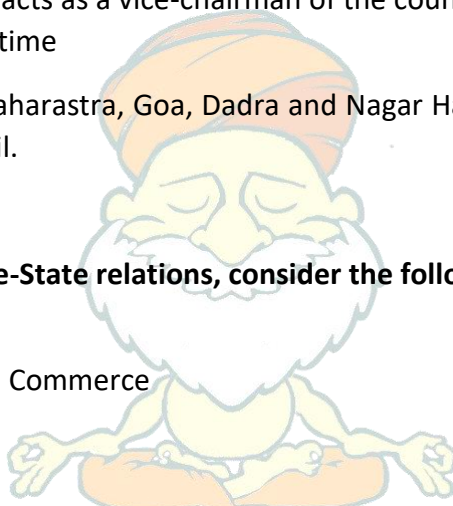 acts as a vice-chairman of the coun
time
aharastra, Goa, Dadra and Nagar Ha
il.
e-State relations, consider the follo
Commerce